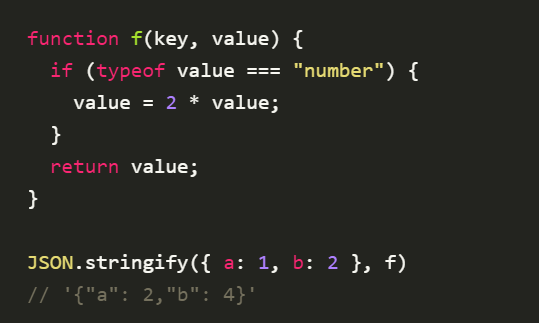 function f(key, value) {
  if (typeof value === "number") {
    value = 2 * value;
  }
  return value;
}

JSON.stringify({ a: 1, b: 2 }, f)
// '{"a": 2,"b": 4}'